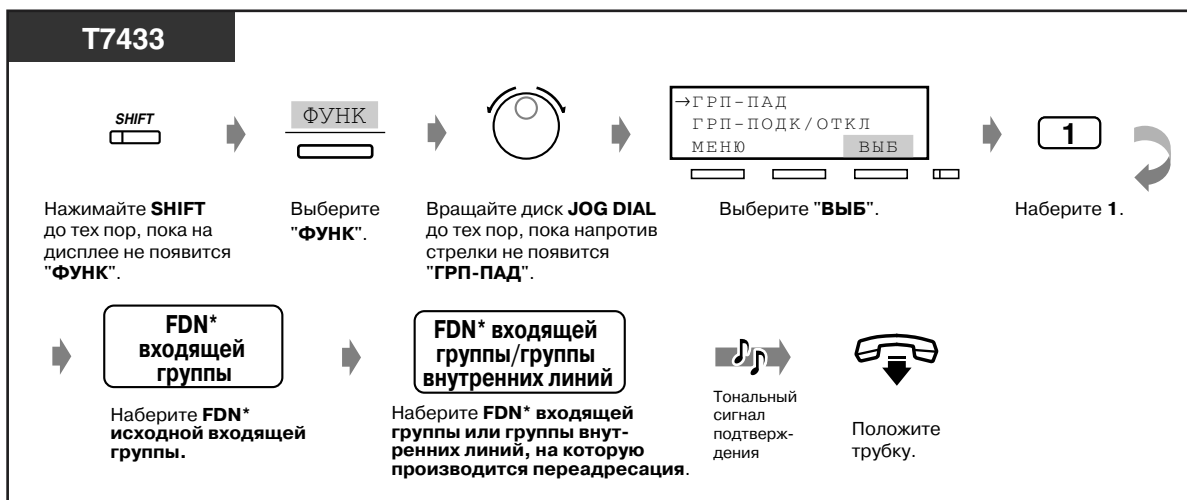 T7433
SHIFT
ФУНК
→ГРП-ПАД
ГРП-ПОДК/ОТКЛ
МЕНЮ ВЫБ
1
Нажимайте SHIFT
до тех пор, пока на
дисплее не появится
"ФУНК".
Выберите
"ФУНК".
Вращайте диск JOG DIAL
до тех пор, пока напротив
стрелки не появится
"ГРП-ПАД".
Выберите "ВЫБ".
Наберите 1.
FDN*
входящей
группы
Наберите FDN*
исходной входящей
группы.
FDN* входящей
группы/группы
внутренних линий
Наберите FDN* входящей
группы или группы внут-
ренних линий, на которую
производится переадресация.
Тональный
сигнал
подтверж-
дения
Положите
трубку.